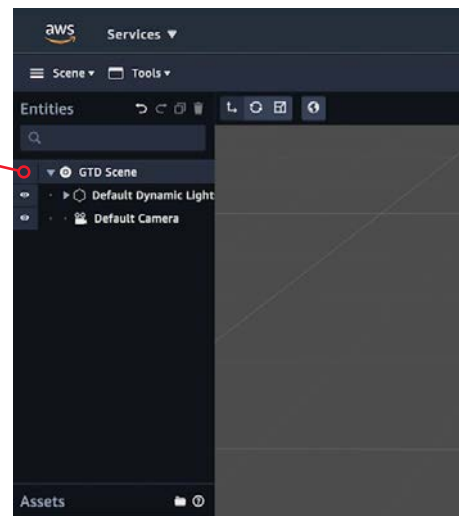 aws Services ▼
Scene ▾ Tools ▾
Entities
GTD Scene
Default Dynamic Light
Default Camera
Assets